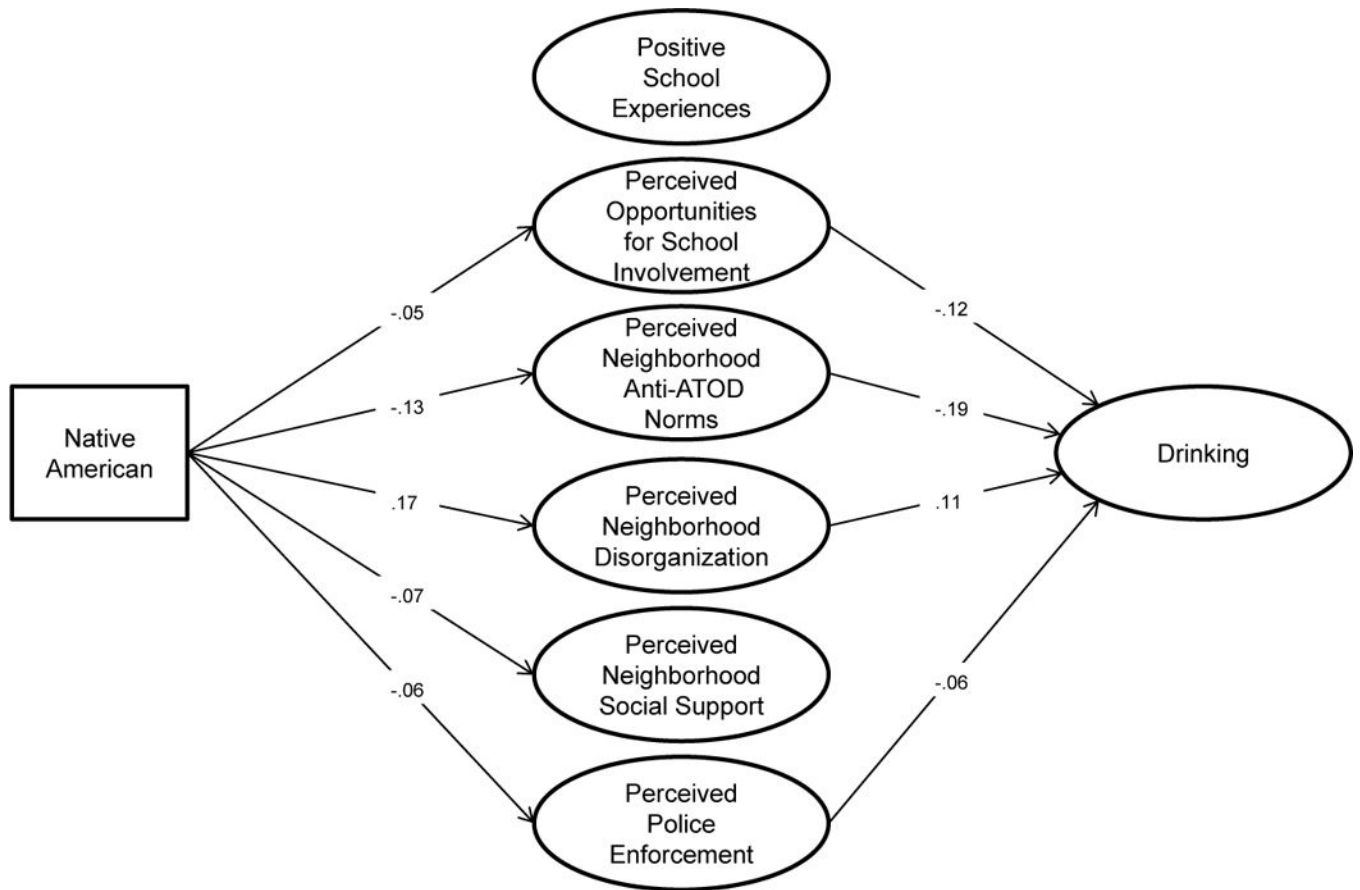 Positive
School
Experiences
Perceived
Opportunities
for School
Involvement
-.05
-.12
Perceived
Neighborhood
Anti-ATOD
Norms
-.13
-.19
Native
American
Drinking
.17
.11
Perceived
Neighborhood
Disorganization
-.07
Perceived
Neighborhood
Social Support
-.06
-.06
Perceived
Police
Enforcement